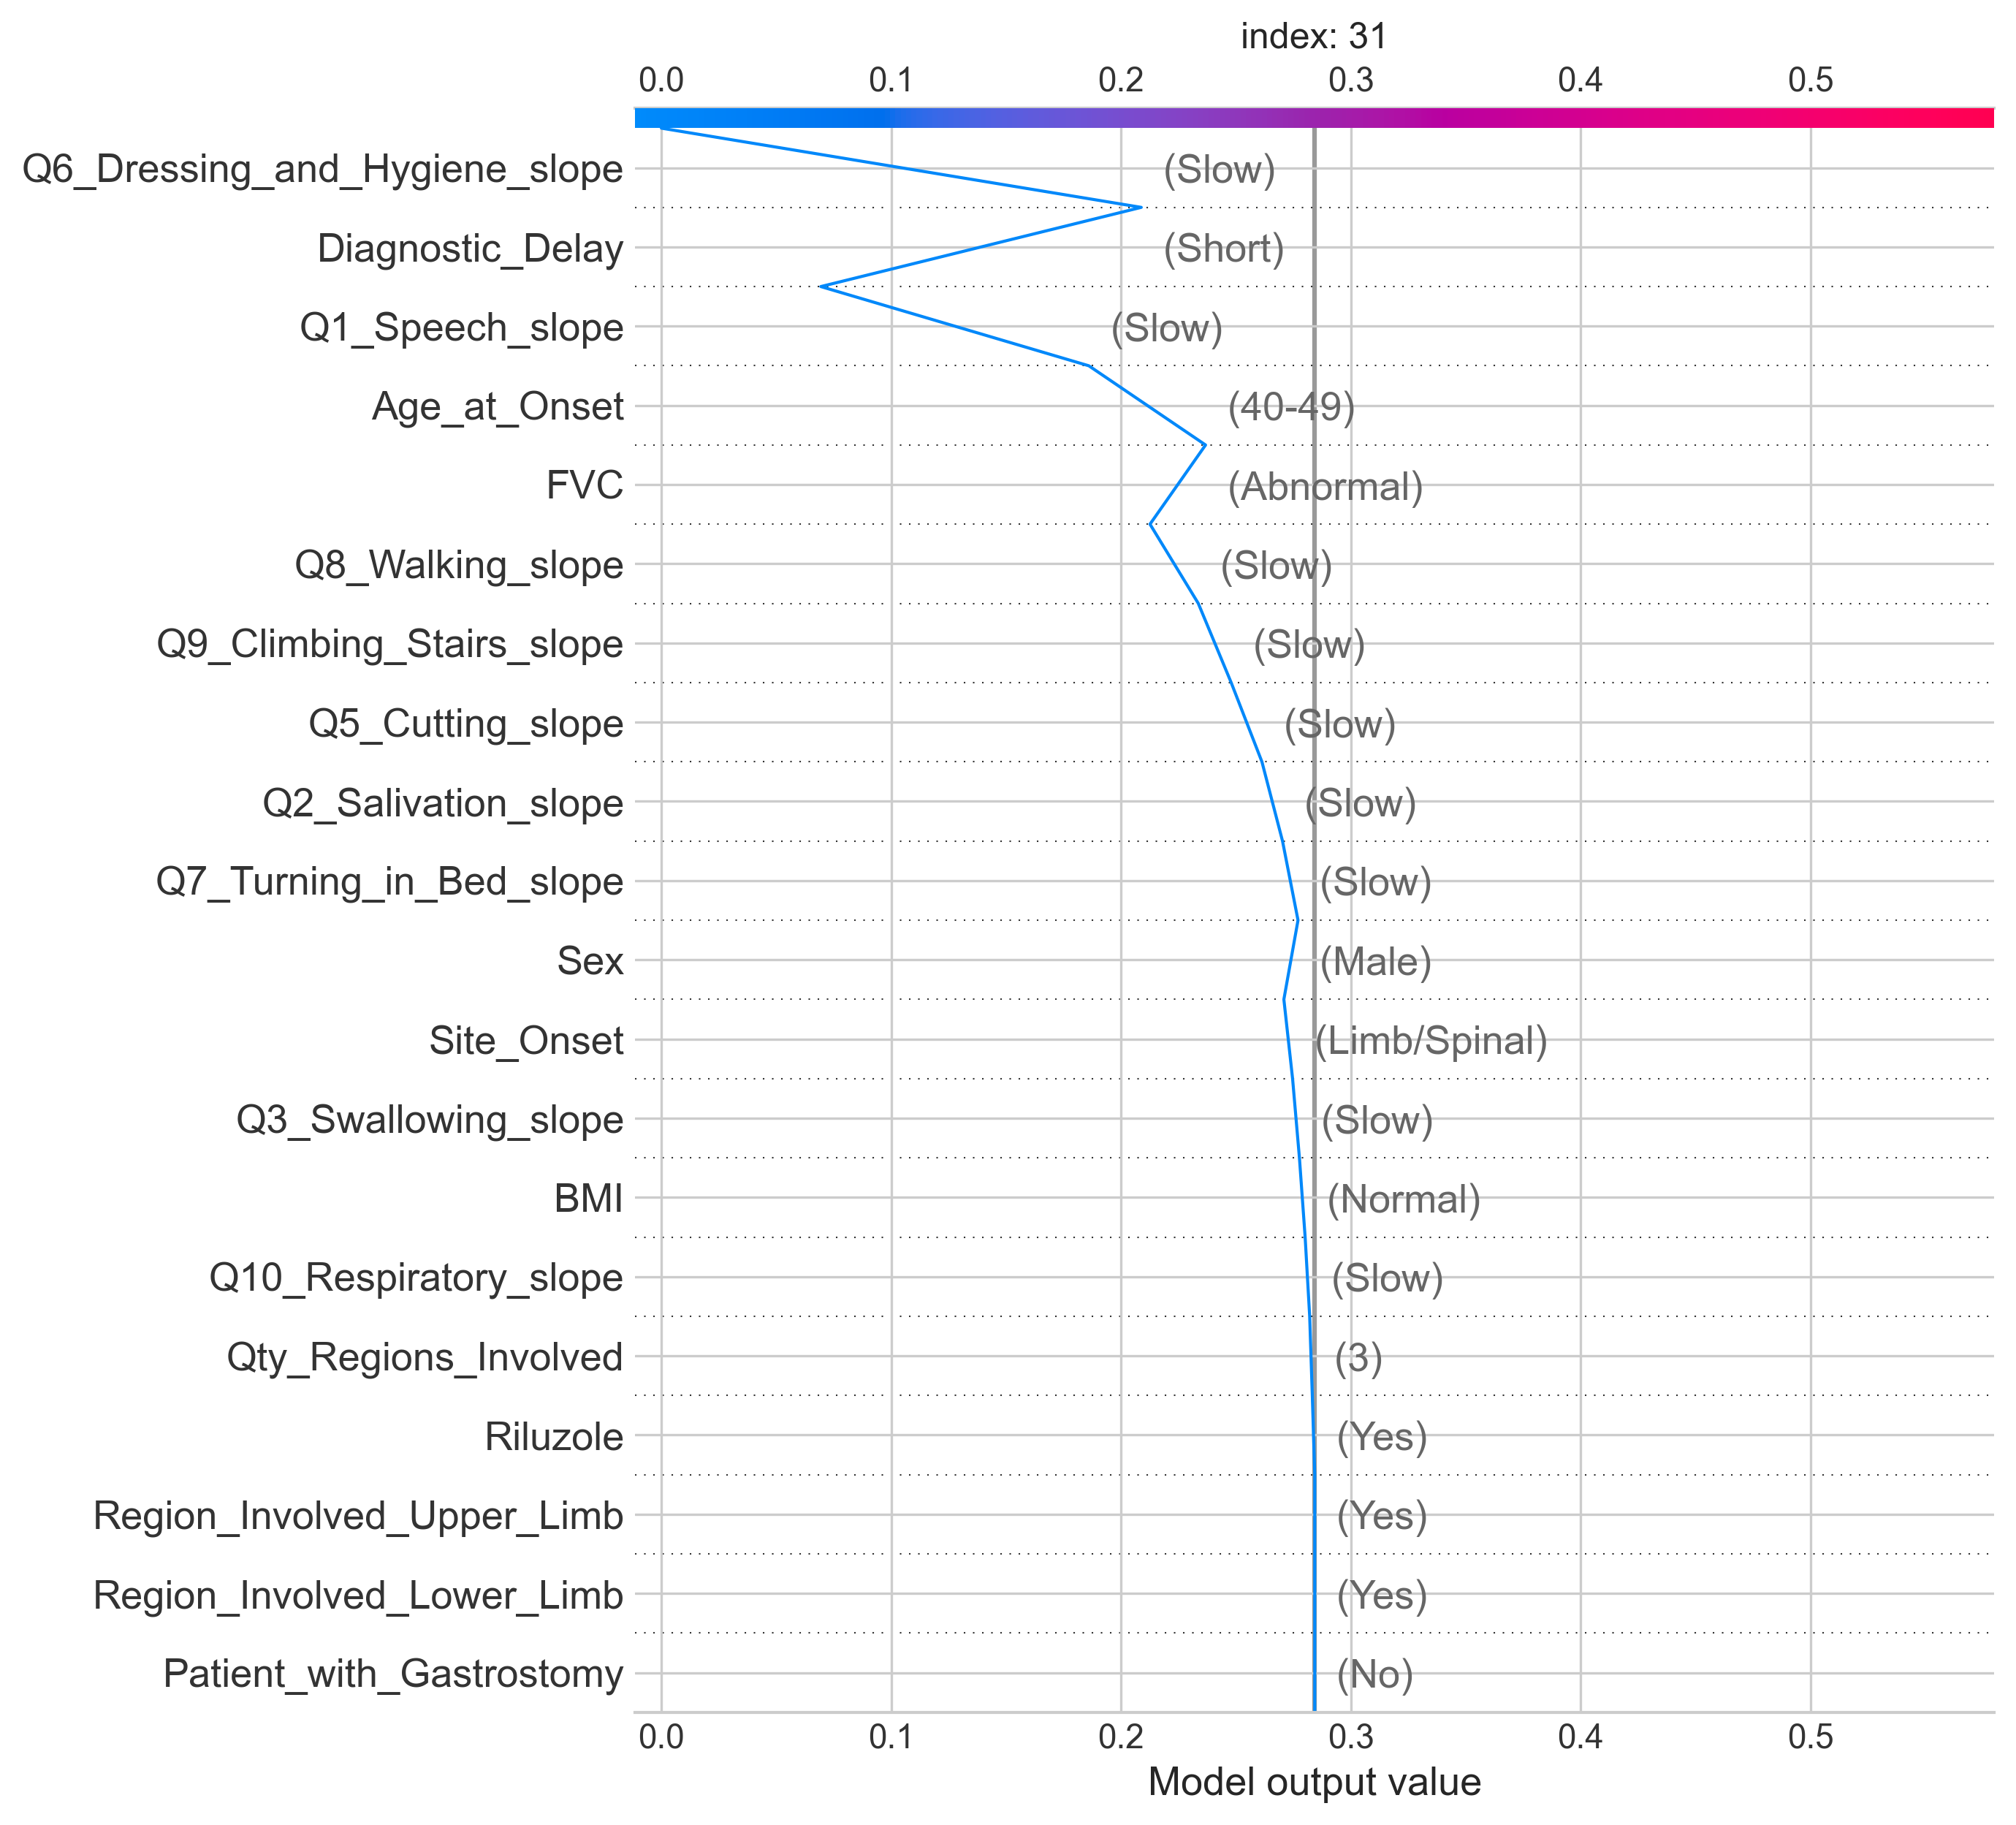 index: 31
0.0 0.1 0.2 0.3 0.4 0.5
Q6_Dressing_and_Hygiene_slope (Slow)
Diagnostic_Delay (Short)
Q1_Speech_slope (Slow)
Age_at_Onset (40-49)
FVC (Abnormal)
Q8_Walking_slope (Slow)
Q9_Climbing_Stairs_slope (Slow)
Q5_Cutting_slope (Slow)
Q2_Salivation_slope (Slow)
Q7_Turning_in_Bed_slope (Slow)
Sex (Male)
Site_Onset (Limb/Spinal)
Q3_Swallowing_slope (Slow)
BMI (Normal)
Q10_Respiratory_slope (Slow)
Qty_Regions_Involved (3)
Riluzole (Yes)
Region_Involved_Upper_Limb (Yes)
Region_Involved_Lower_Limb (Yes)
Patient_with_Gastrostomy (No)
0.0 0.1 0.2 0.3 0.4 0.5
Model output value